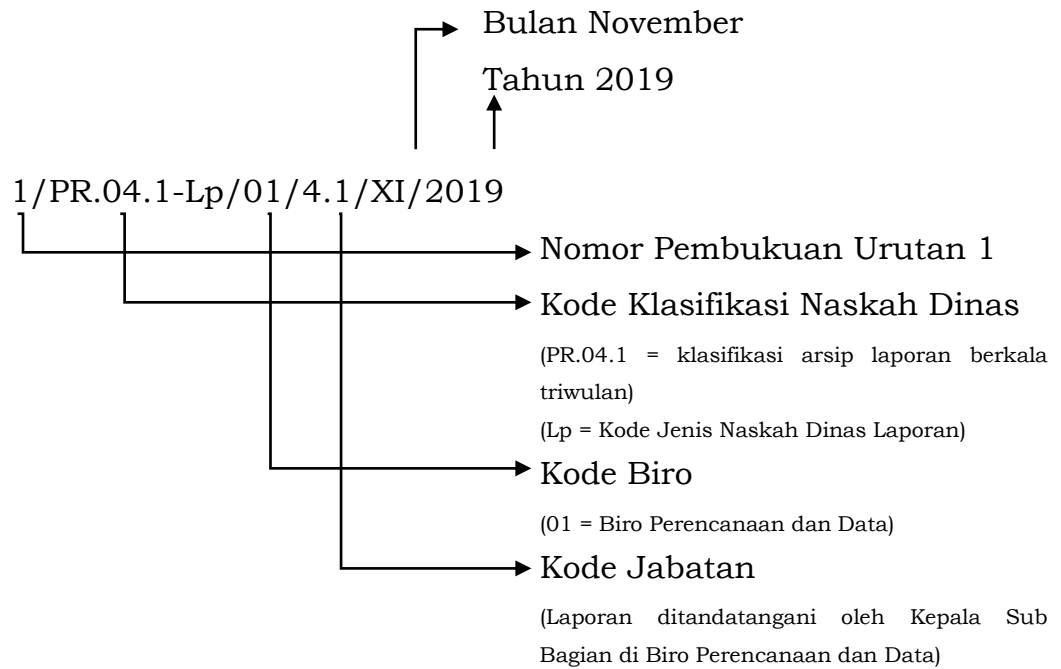 Bulan November
Tahun 2019
1/PR.04.1-Lp/01/4.1/XI/2019
Nomor Pembukuan Urutan 1
Kode Klasifikasi Naskah Dinas
(PR.04.1 = klasifikasi arsip laporan berkala
triwulan)
(Lp = Kode Jenis Naskah Dinas Laporan)
Kode Biro
(01 = Biro Perencanaan dan Data)
Kode Jabatan
(Laporan ditandatangani oleh Kepala Sub
Bagian di Biro Perencanaan dan Data)